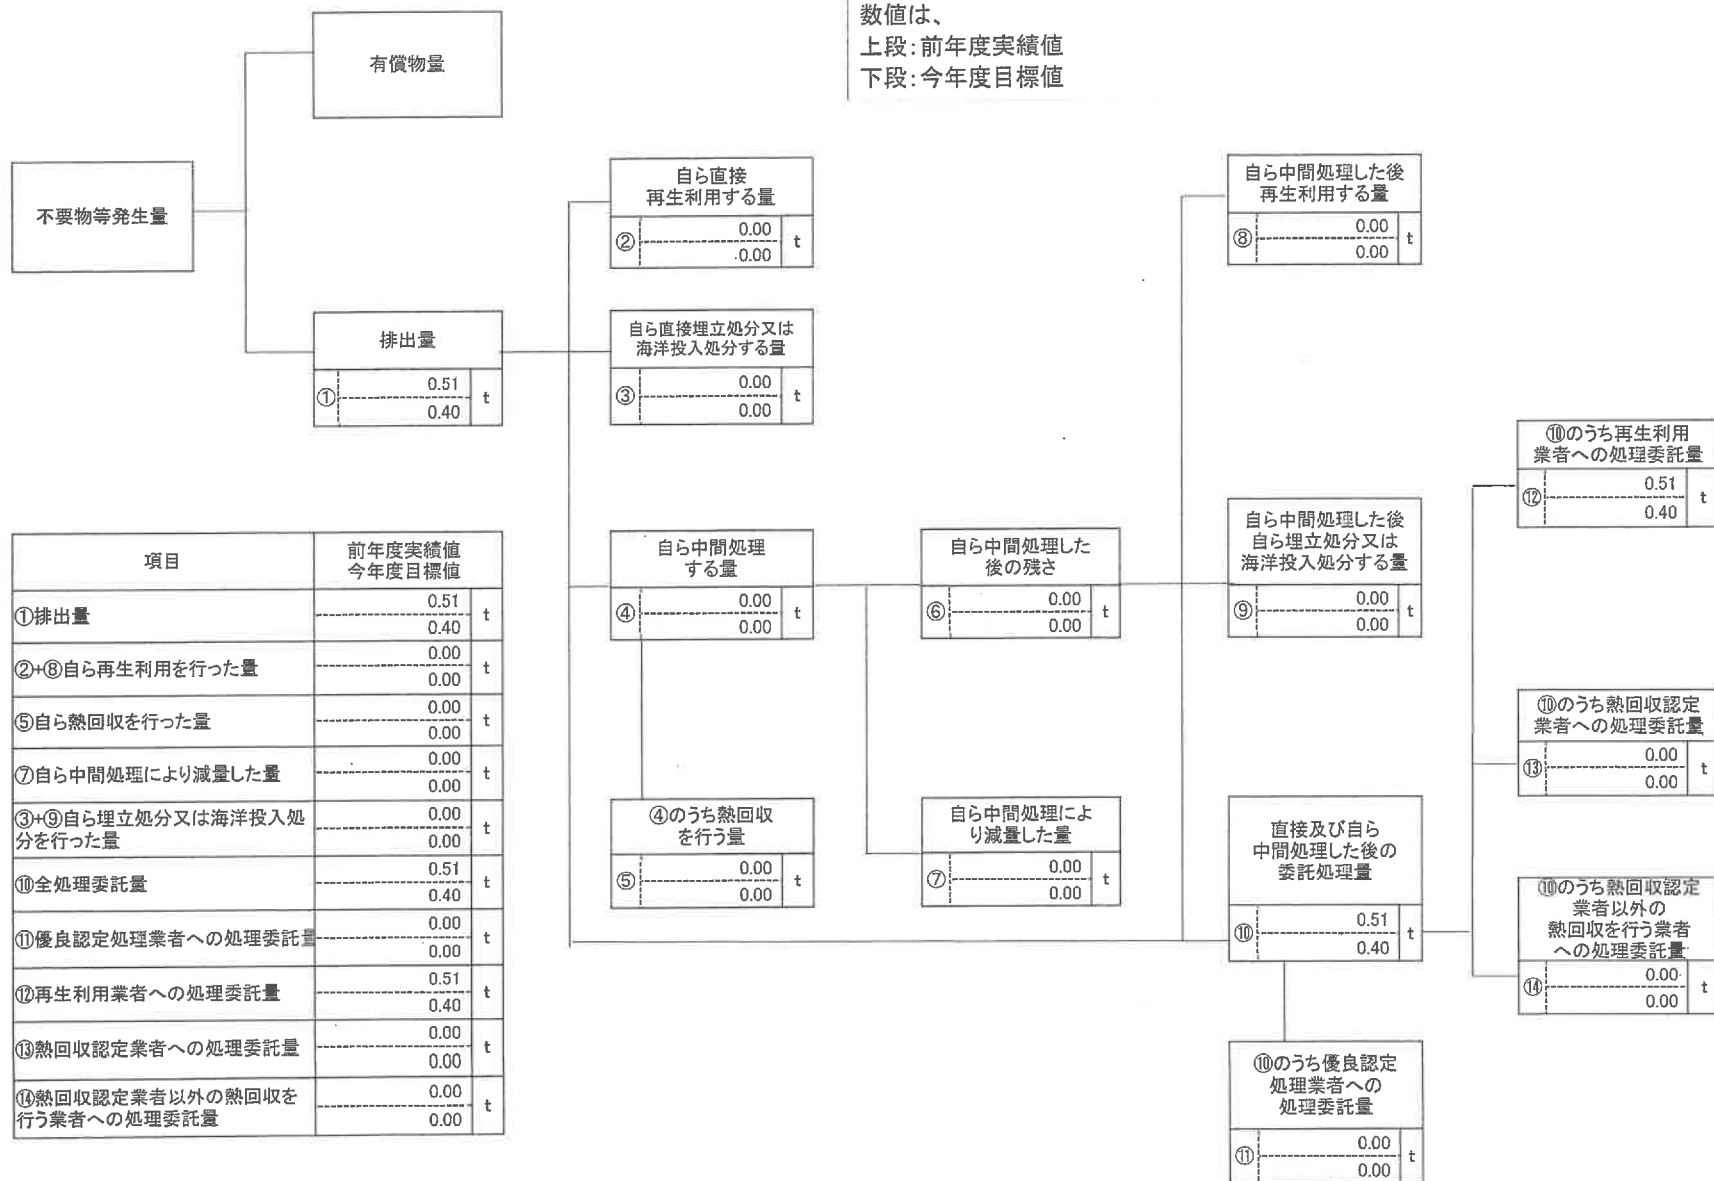 数値は、
上段:前年度実績値
下段:今年度目標値
有償物量
不要物等発生量
排出量
① 0.51 t
0.40
自ら直接
再生利用する量
② 0.00 t
0.00
自ら直接埋立処分又は
海洋投入処分する量
③ 0.00 t
0.00
自ら中間処理した後
再生利用する量
⑧ 0.00 t
0.00
自ら中間処理
する量
④ 0.00 t
0.00
自ら中間処理した
後の残さ
⑥ 0.00 t
0.00
自ら中間処理した後
自ら埋立処分又は
海洋投入処分する量
⑨ 0.00 t
0.00
④のうち熱回収
を行う量
⑤ 0.00 t
0.00
自ら中間処理によ
り減量した量
⑦ 0.00 t
0.00
直接及び自ら
中間処理した後の
委託処理量
⑩ 0.51 t
0.40
⑩のうち優良認定
処理業者への
処理委託量
⑪ 0.00 t
0.00
⑩のうち再生利用
業者への処理委託量
⑫ 0.51 t
0.40
⑩のうち熱回収認定
業者への処理委託量
⑬ 0.00 t
0.00
⑩のうち熱回収認定
業者以外の
熱回収を行う業者
への処理委託量
⑭ 0.00 t
0.00
項目 前年度実績値
今年度目標値
①排出量 0.51 t
0.40
②+⑧自ら再生利用を行った量 0.00 t
0.00
⑤自ら熱回収を行った量 0.00 t
0.00
⑦自ら中間処理により減量した量 0.00 t
0.00
③+⑨自ら埋立処分又は海洋投入処 0.00 t
分を行った量 0.00
⑩全処理委託量 0.51 t
0.40
⑪優良認定処理業者への処理委託量 0.00 t
0.00
⑫再生利用業者への処理委託量 0.51 t
0.40
⑬熱回収認定業者への処理委託量 0.00 t
0.00
⑭熱回収認定業者以外の熱回収を 0.00 t
行う業者への処理委託量 0.00